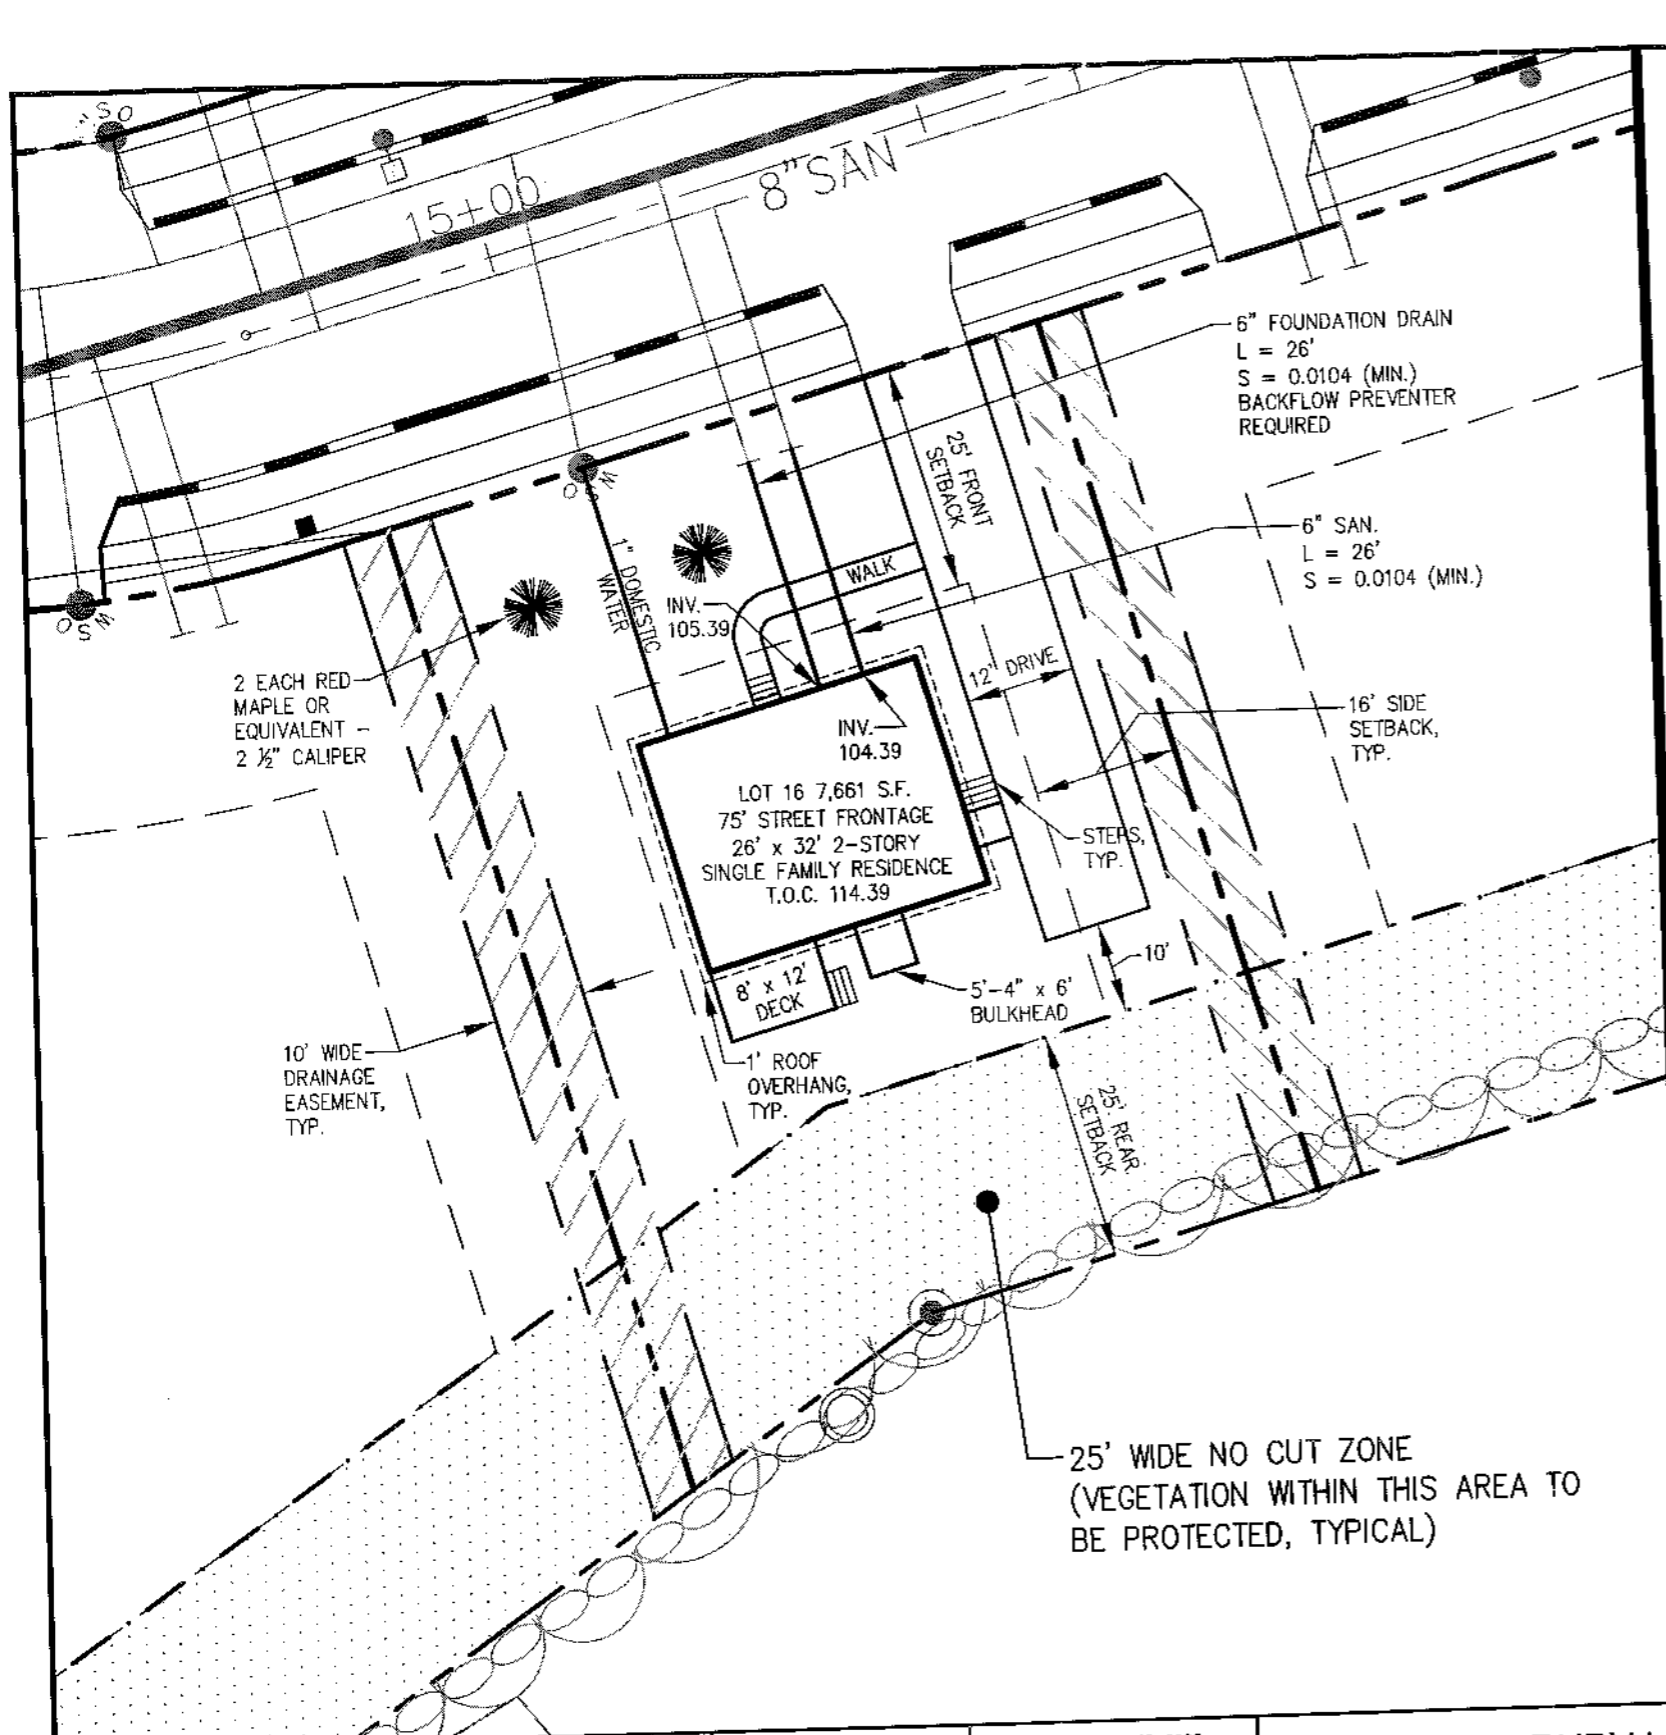 15+00
8"SAN
6" FOUNDATION DRAIN
L = 26'
S = 0.0104 (MIN.)
BACKFLOW PREVENTER
REQUIRED
25' FRONT
SETBACK
6" SAN.
L = 26'
S = 0.0104 (MIN.)
1" DOMESTIC
WATER
WALK
INV.
105.39
12' DRIVE
2 EACH RED
MAPLE OR
EQUIVALENT -
2 ½" CALIPER
16' SIDE
SETBACK,
TYP.
INV.
104.39
LOT 16 7,661 S.F.
75' STREET FRONTAGE
26' x 32' 2-STORY
SINGLE FAMILY RESIDENCE
T.O.C. 114.39
STEPS,
TYP.
10'
8' x 12'
DECK
5'-4" x 6'
BULKHEAD
10' WIDE
DRAINAGE
EASEMENT,
TYP.
1' ROOF
OVERHANG,
TYP.
25' REAR
SETBACK
25' WIDE NO CUT ZONE
(VEGETATION WITHIN THIS AREA TO
BE PROTECTED, TYPICAL)